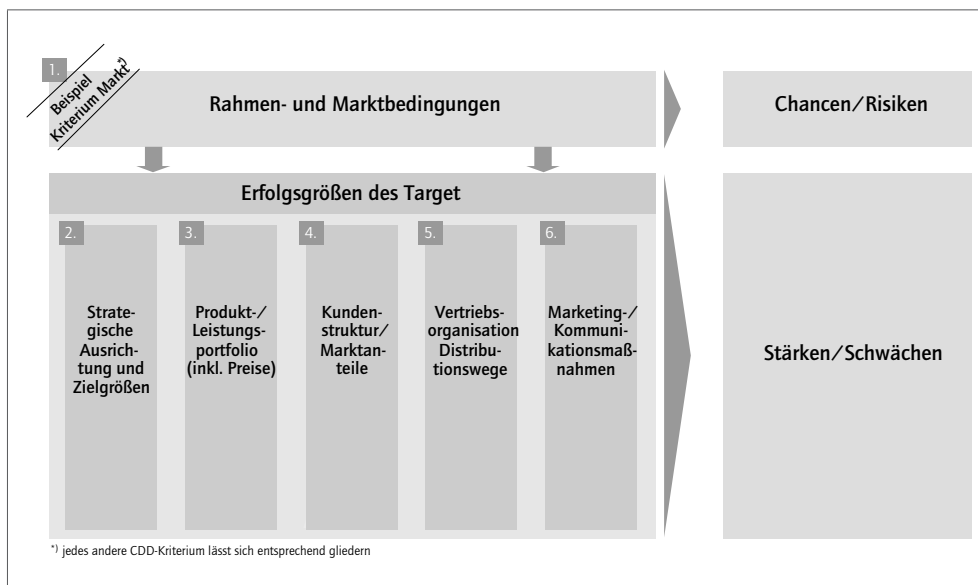 1.
Beispiel
Kriterium Markt*)
Rahmen- und Marktbedingungen
Chancen/Risiken
Erfolgsgrößen des Target
2.
Strate-
gische
Ausrich-
tung und
Zielgrößen
3.
Produkt-/
Leistungs-
portfolio
(inkl. Preise)
4.
Kunden-
struktur/
Marktan-
teile
5.
Vertriebs-
organisation
Distribu-
tionswege
6.
Marketing-/
Kommuni-
kationsmaß-
nahmen
Stärken/Schwächen
*) jedes andere CDD-Kriterium lässt sich entsprechend gliedern